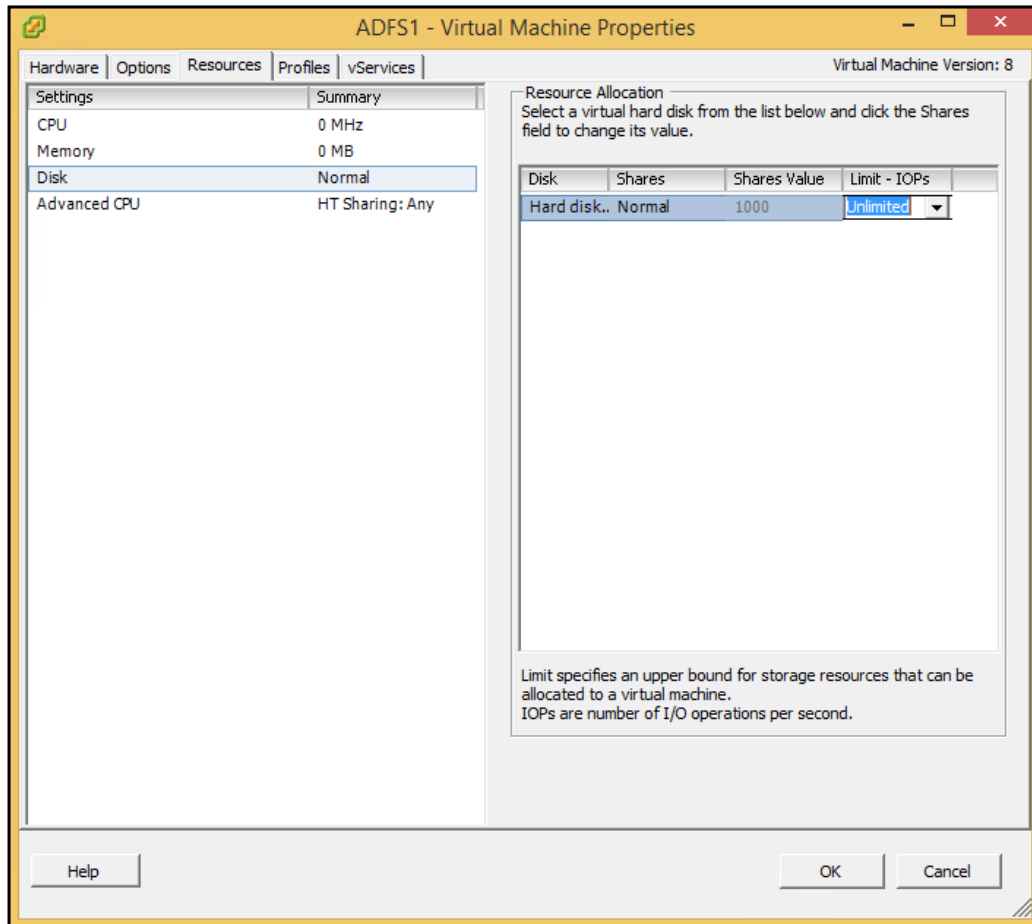 ADFS1 - Virtual Machine Properties
Hardware Options Resources Profiles vServices
Virtual Machine Version: 8
Settings Summary
CPU 0 MHz
Memory 0 MB
Disk Normal
Advanced CPU HT Sharing: Any
Resource Allocation
Select a virtual hard disk from the list below and click the Shares
field to change its value.
Disk Shares Shares Value Limit - IOPs
Hard disk.. Normal 1000 Unlimited
Limit specifies an upper bound for storage resources that can be
allocated to a virtual machine.
IOPs are number of I/O operations per second.
Help OK Cancel